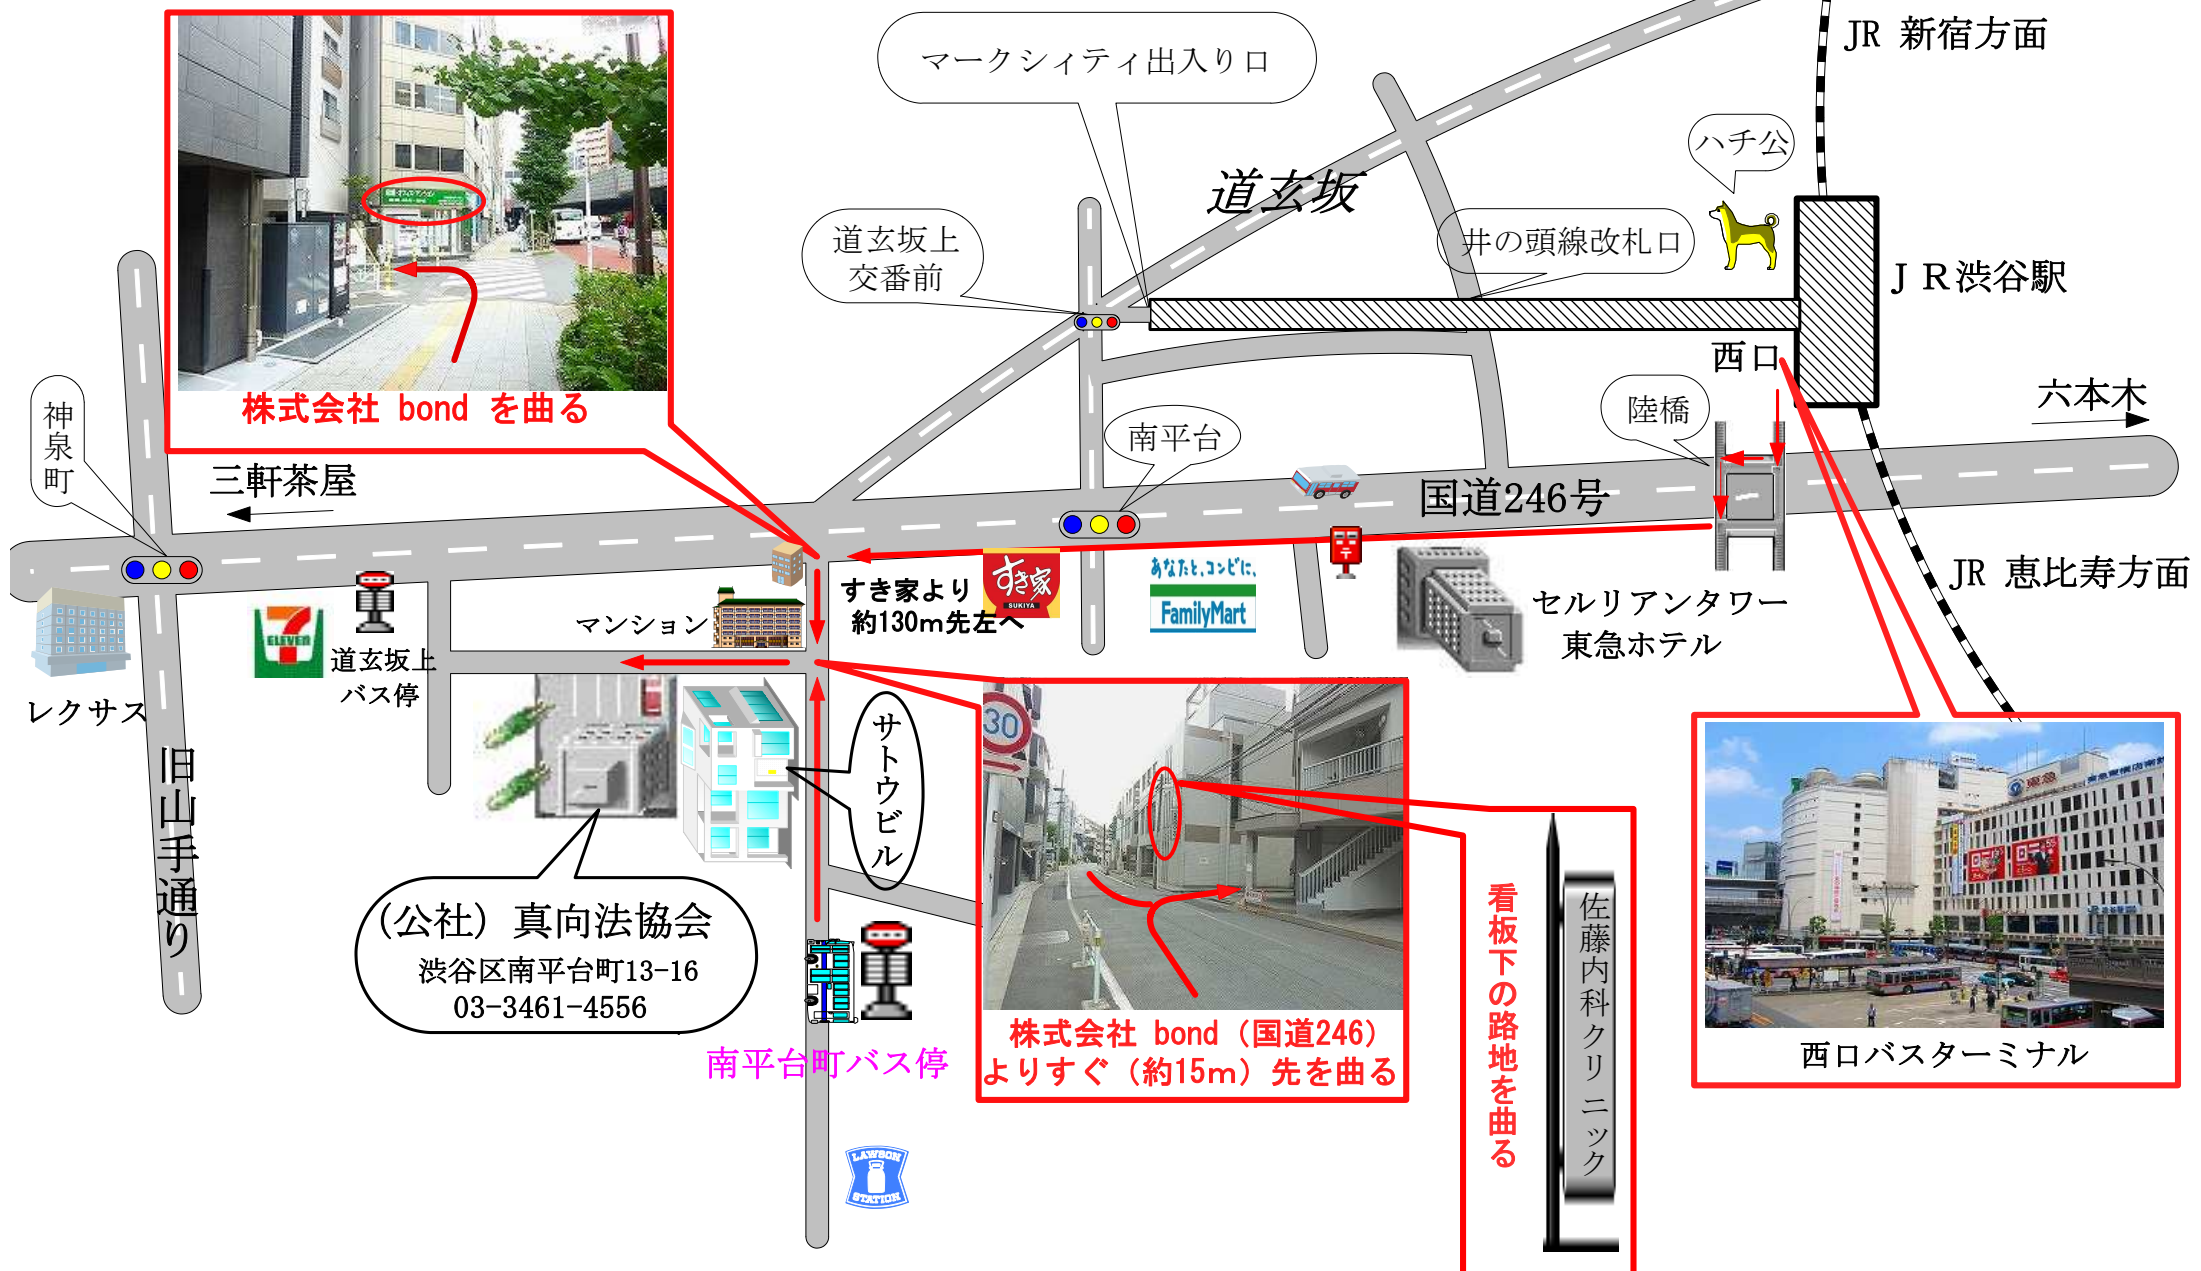 JR 新宿方面
マークシィティ出入り口
ハチ公
道玄坂
道玄坂上
交番前
井の頭線改札口
ＪＲ渋谷駅
西口
株式会社 bond を曲る
神泉町
三軒茶屋
南平台
陸橋
六本木
国道246号
すき家
SUKIYA
あなたと、コンビに、
FamilyMart
すき家より
約130m先左へ
マンション
セルリアンタワー
東急ホテル
JR 恵比寿方面
7
ELEVEN
道玄坂上
バス停
レクサス
旧山手通り
サトウビル
(公社) 真向法協会
渋谷区南平台町13-16
03-3461-4556
南平台町バス停
30
株式会社 bond（国道246）
よりすぐ（約15m）先を曲る
看板下の路地を曲る
佐藤内科クリニック
東急
西口バスターミナル
LAWSON
STATION